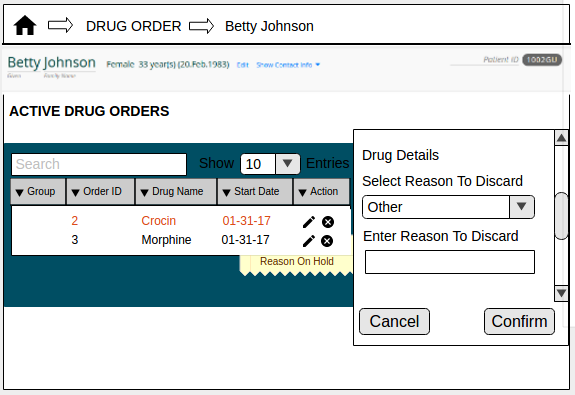 DRUG ORDER Betty Johnson
Betty Johnson Female 33 year(s) (20.Feb.1983) Edit Show Contact Info Patient ID 1002GU
Given Family Name
ACTIVE DRUG ORDERS
Search Show 10 Entries
Group Order ID Drug Name Start Date Action
2 Crocin 01-31-17
3 Morphine 01-31-17
Reason On Hold
Drug Details
Select Reason To Discard
Other
Enter Reason To Discard
Cancel Confirm